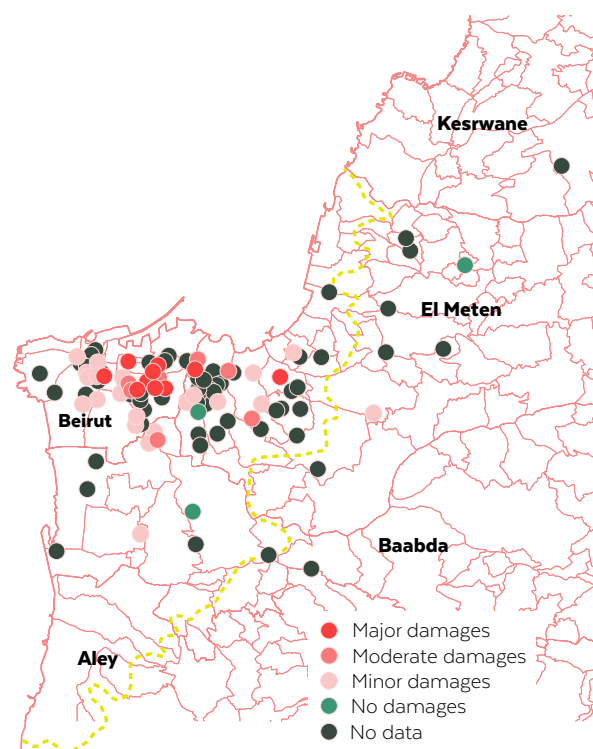 Kesrwane
El Meten
Beirut
Baabda
Aley
Major damages
Moderate damages
Minor damages
No damages
No data